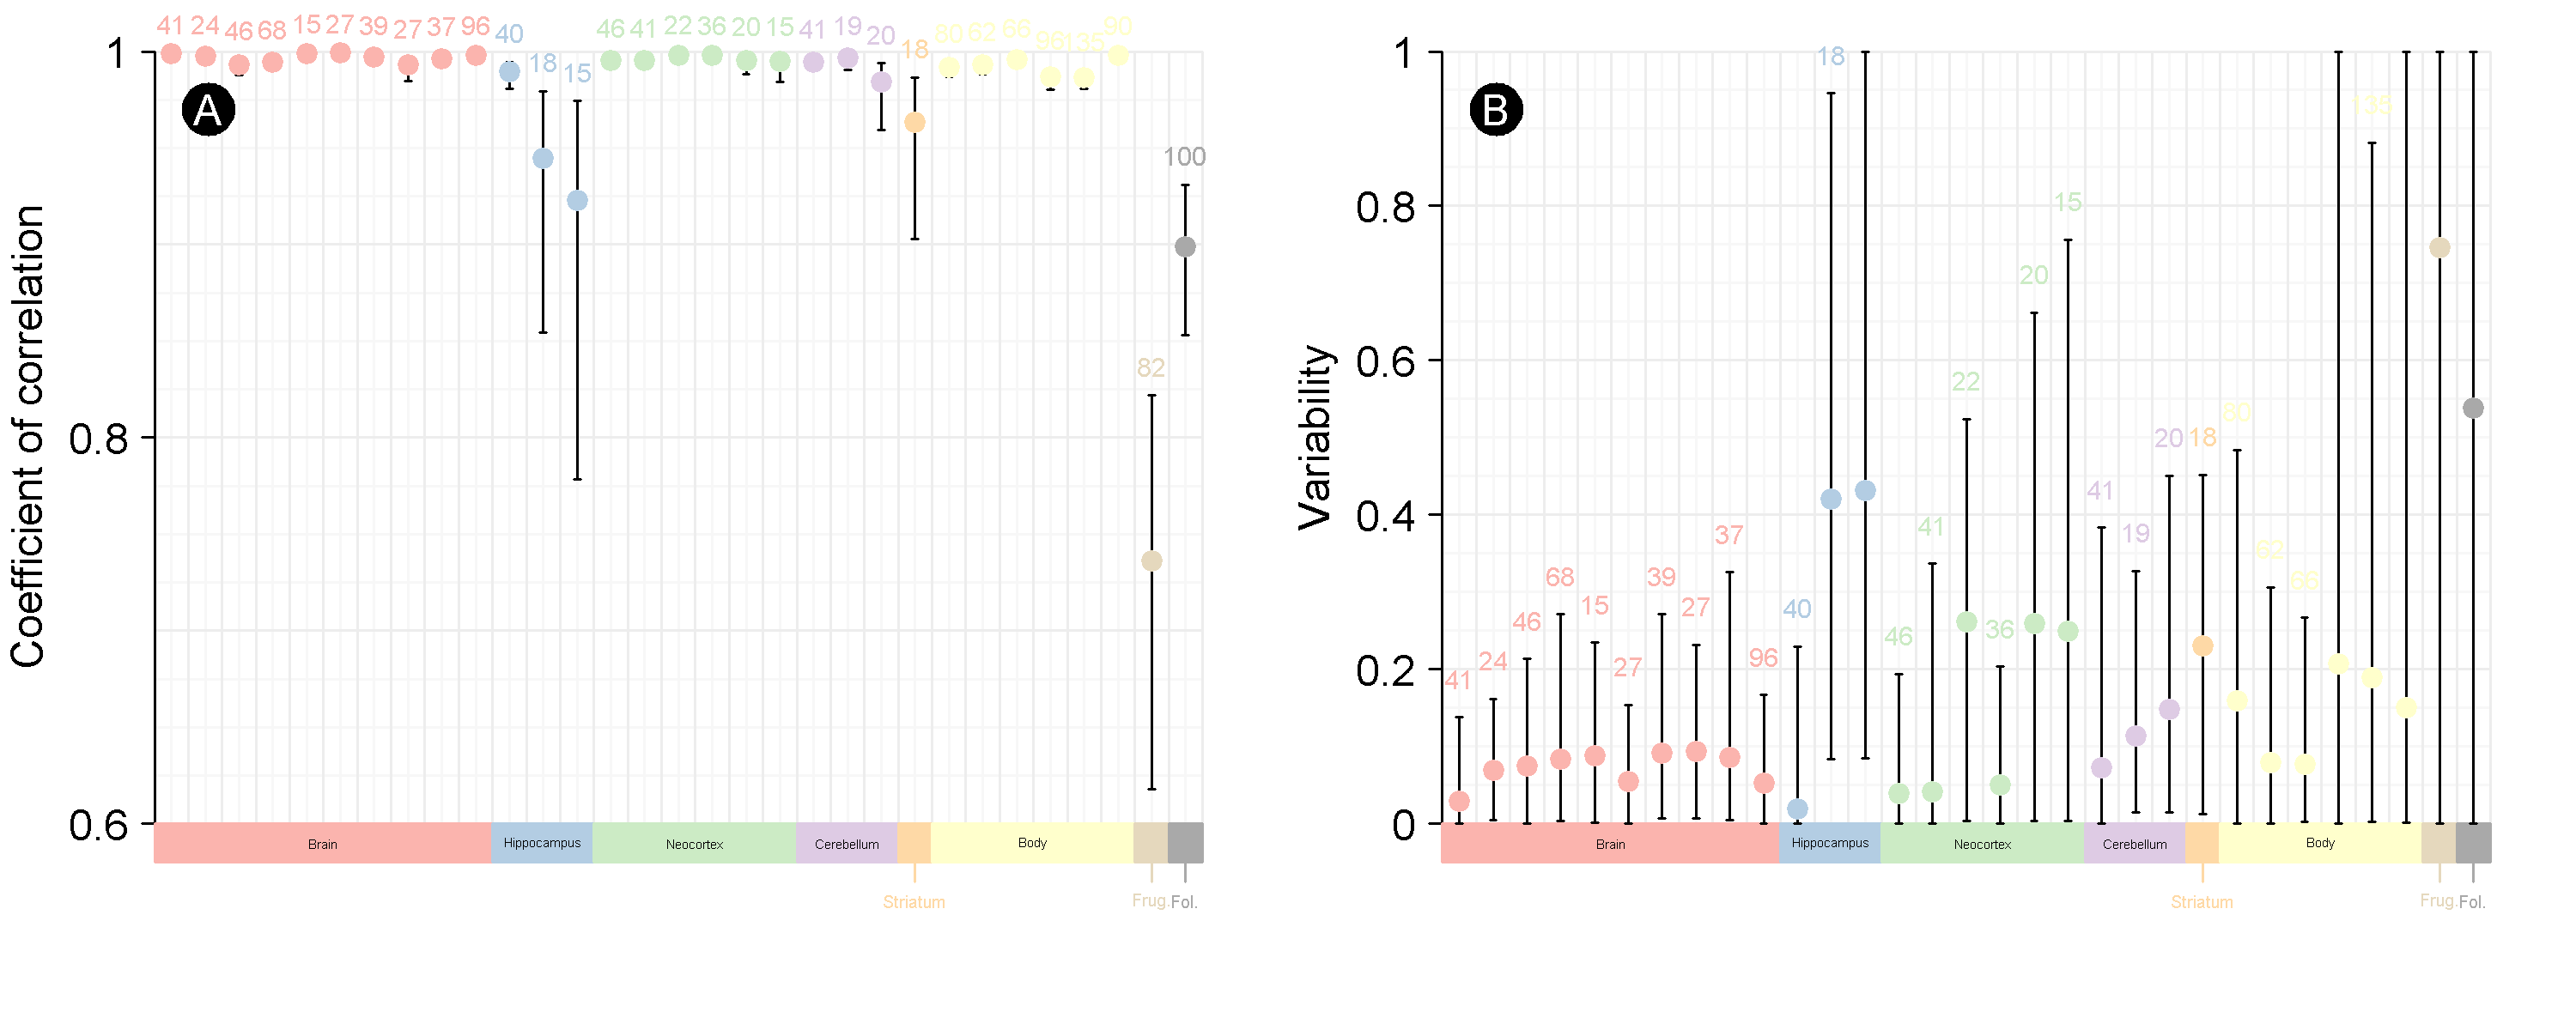 A
Coefficient of correlation
1
0.8
0.6
41 24 46 68 15 27 39 27 37 96 40 18 15 46 41 22 36 20 15 41 19 20 18 80 62 66 96 135 90
82 100
Brain Hippocampus Neocortex Cerebellum Body
Striatum Frug. Fol.
B
Variability
1
0.8
0.6
0.4
0.2
0
41 24 46 68 15 27 39 27 37 96 40 18 46 41 22 36 20 15 41 19 20 18 80 62 66 135
Brain Hippocampus Neocortex Cerebellum Body
Striatum Frug. Fol.